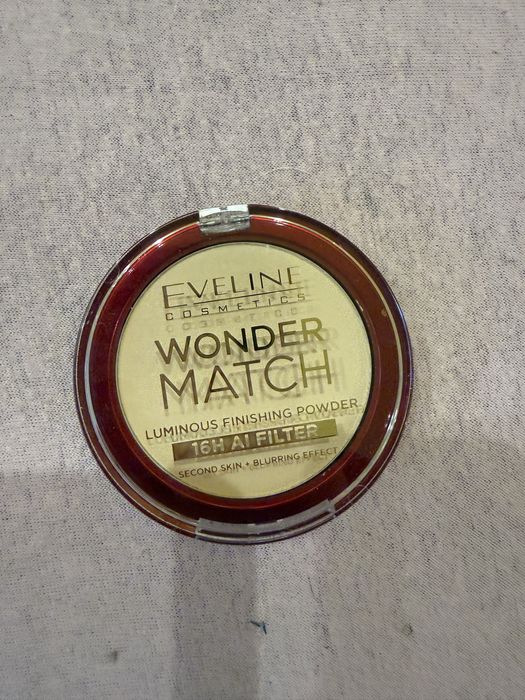 EVELINE
COSMETICS
WONDER
MATCH
LUMINOUS FINISHING POWDER
16H AI FILTER
SECOND SKIN + BLURRING EFFECT